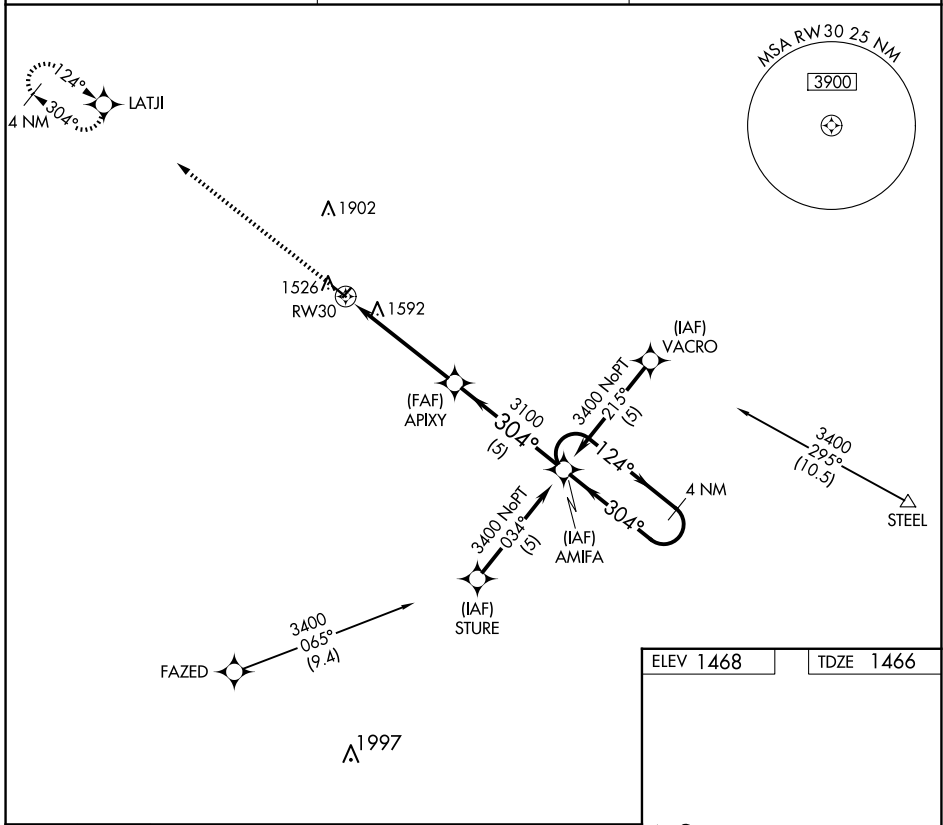 MSA RW30 25 NM
3900
124°
LATJI
304°
4 NM
1902
1526
RW30
1592
(IAF)
VACRO
(FAF)
APIXY
3100
304°
(5)
3400 NoPT
215°
(5)
3400
295°
(10.5)
STEEL
124°
4 NM
304°
(IAF)
AMIFA
3400 NoPT
034°
(5)
(IAF)
STURE
3400
065°
(9.4)
FAZED
ELEV 1468
TDZE 1466
1997